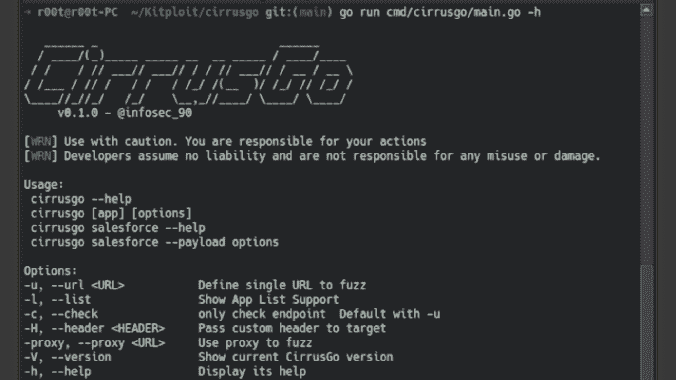 → r00t@r00t-PC ~/Kitploit/cirrusgo git:(main) go run cmd/cirrusgo/main.go -h
CirrusGo
v0.1.0 - @infosec_90
[WRN] Use with caution. You are responsible for your actions
[WRN] Developers assume no liability and are not responsible for any misuse or damage.
Usage:
cirrusgo --help
cirrusgo [app] [options]
cirrusgo salesforce --help
cirrusgo salesforce --payload options
Options:
-u, --url <URL> Define single URL to fuzz
-l, --list Show App List Support
-c, --check only check endpoint Default with -u
-H, --header <HEADER> Pass custom header to target
-proxy, --proxy <URL> Use proxy to fuzz
-V, --version Show current CirrusGo version
-h, --help Display its help